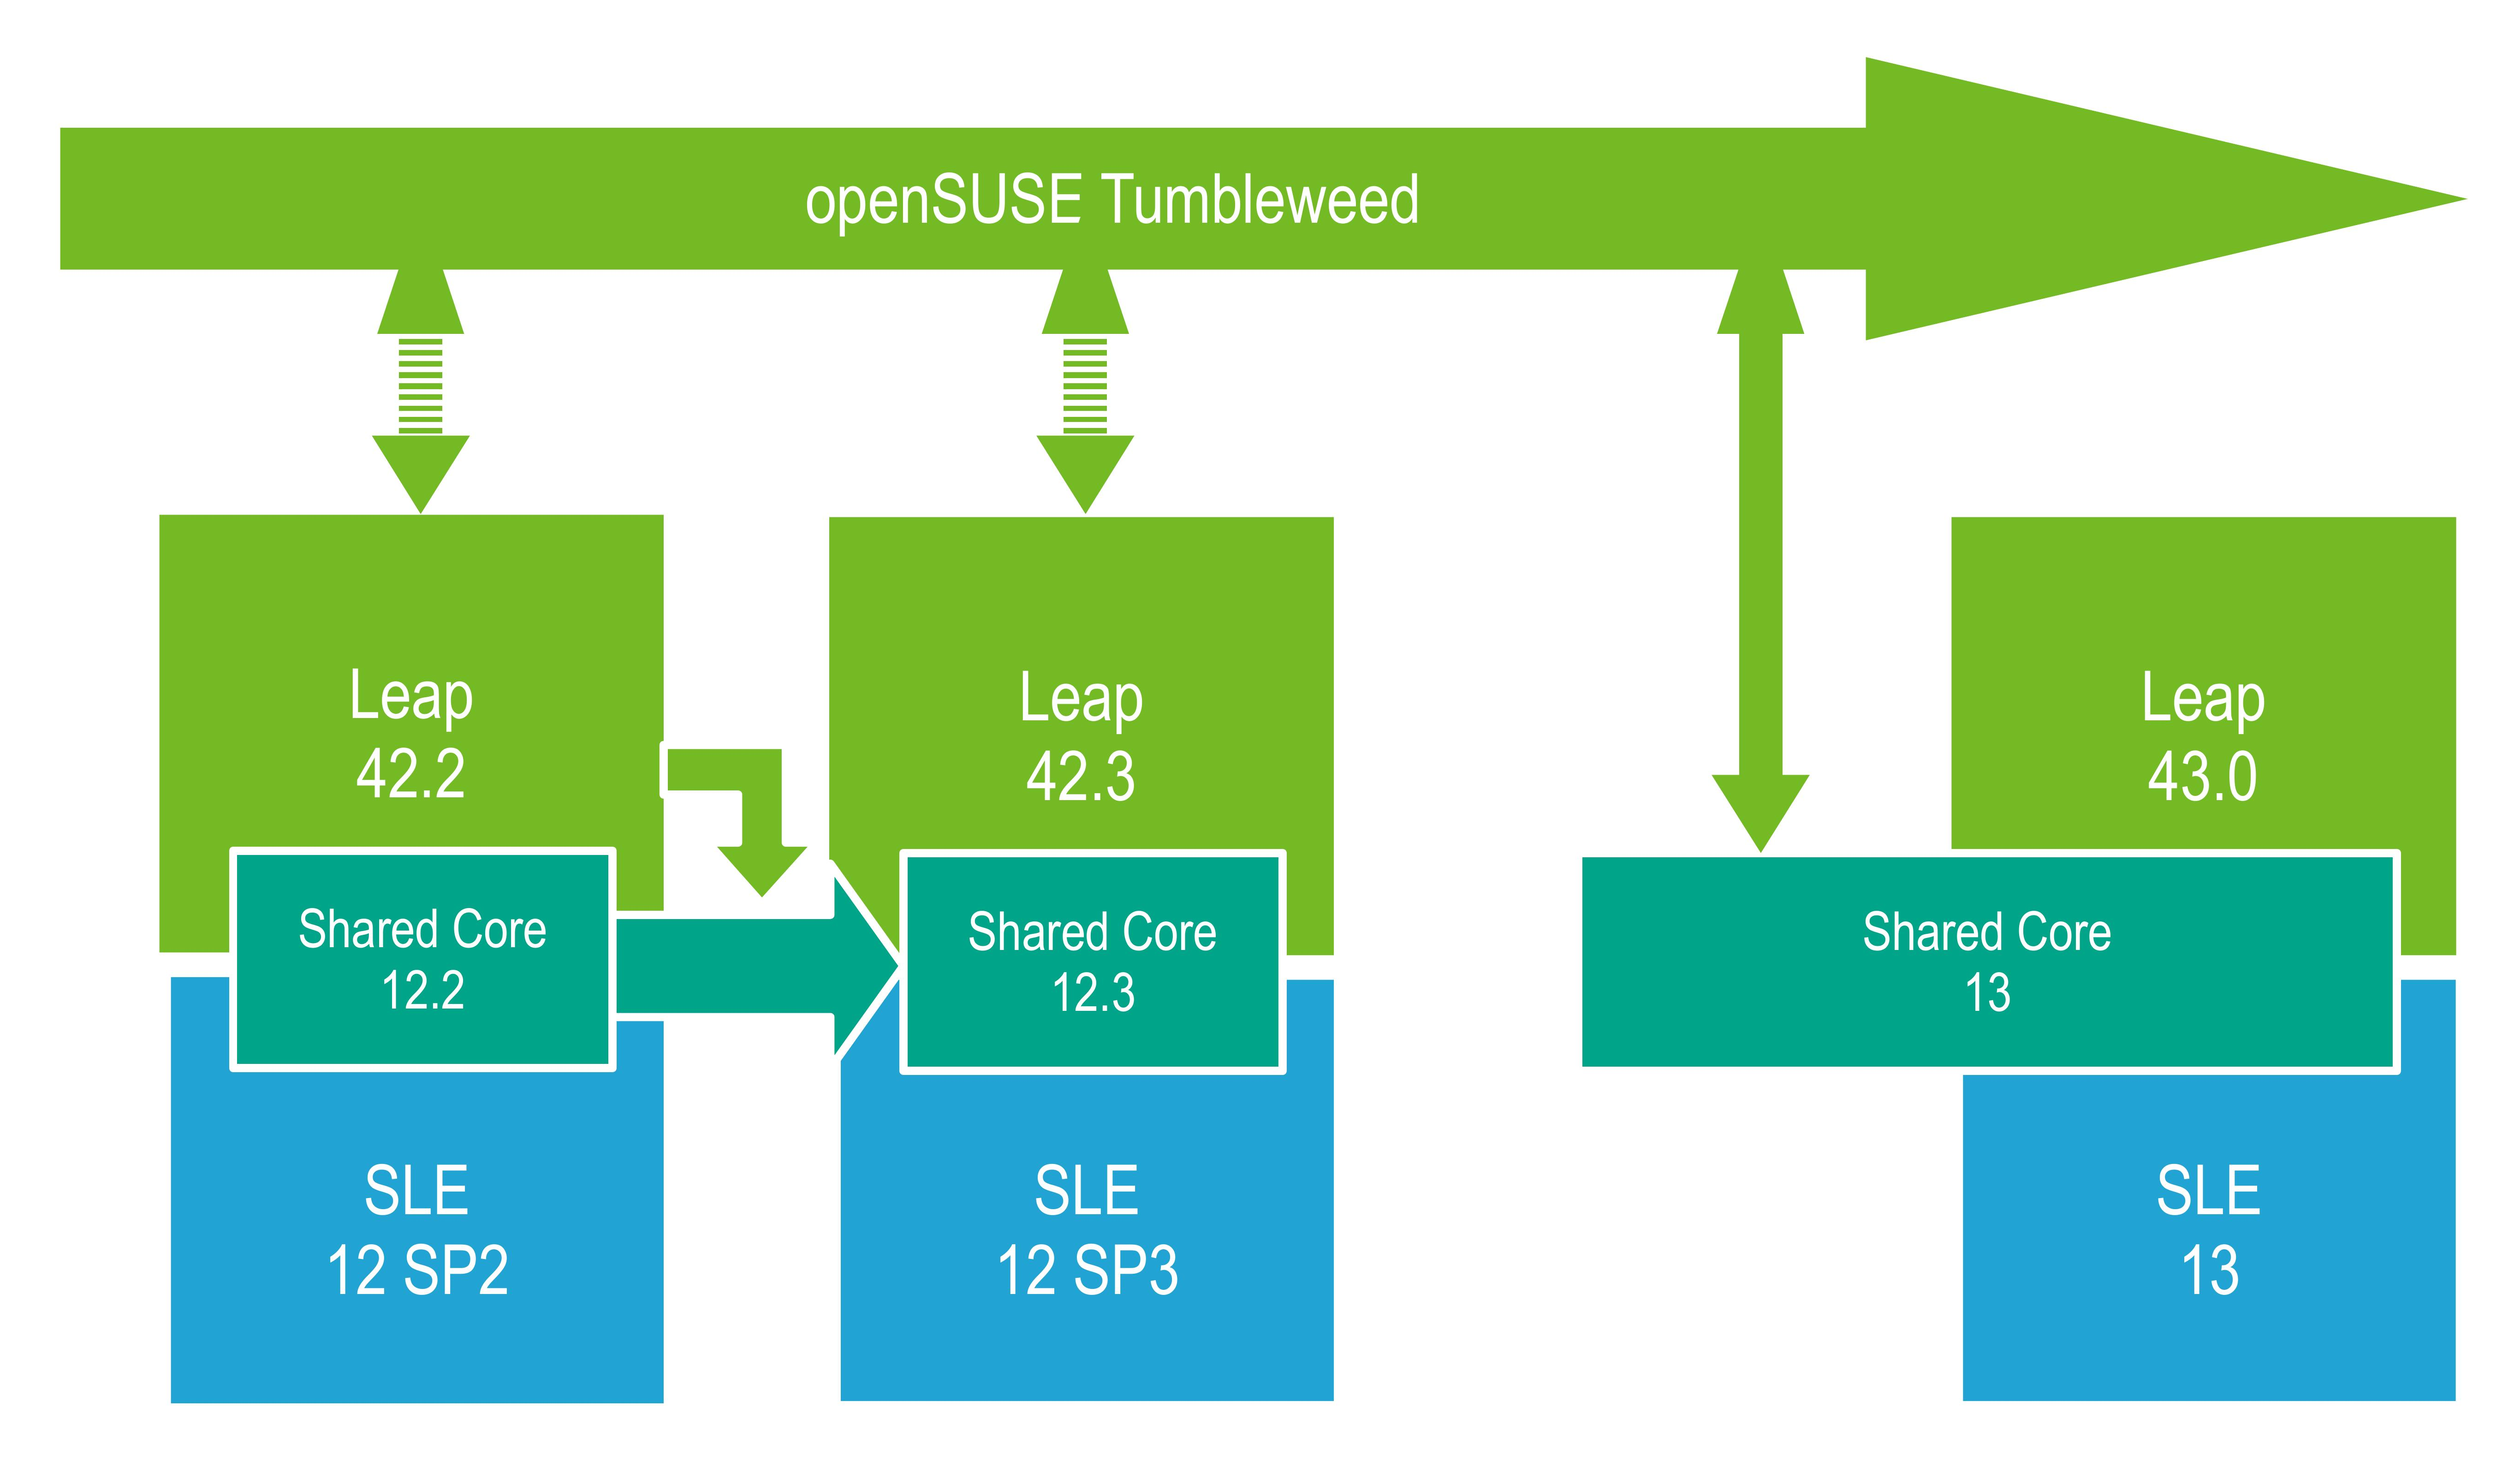 openSUSE Tumbleweed
Leap
42.2
Shared Core
12.2
SLE
12 SP2
Leap
42.3
Shared Core
12.3
SLE
12 SP3
Leap
43.0
Shared Core
13
SLE
13